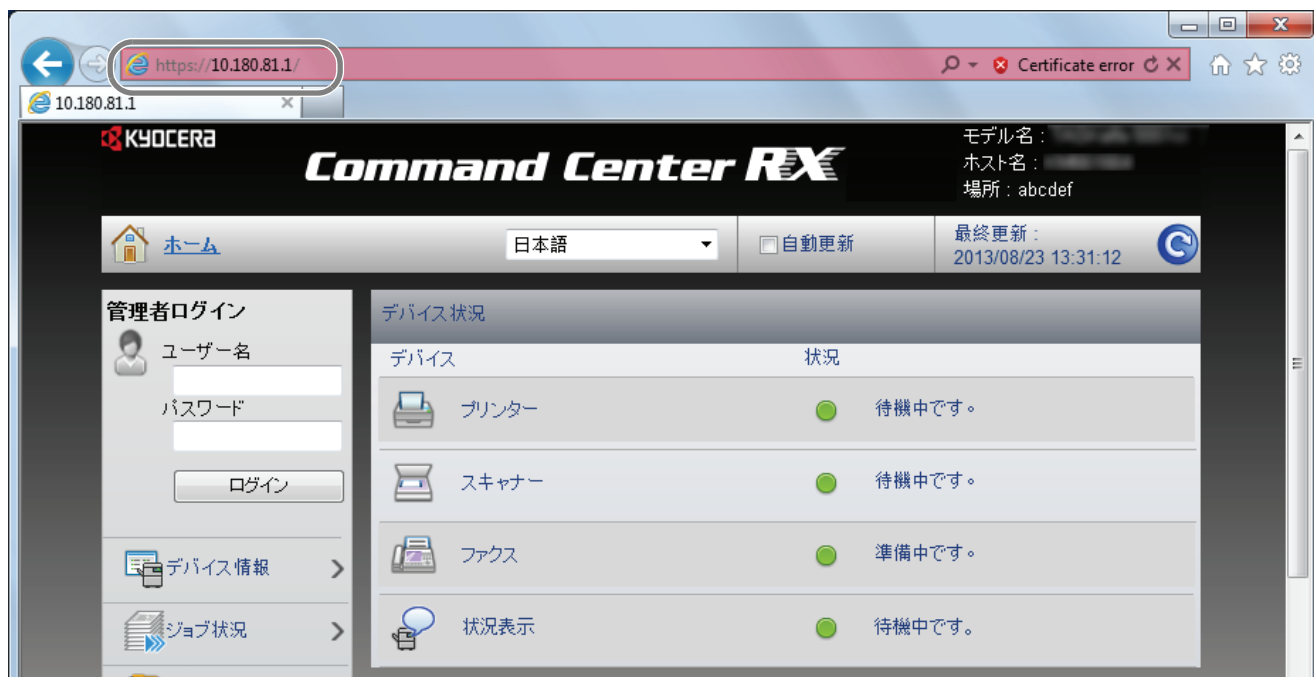 https://10.180.81.1/
Certificate error
10.180.81.1
KYOCERA
Command Center RX
モデル名 :
ホスト名 :
場所 : abcdef
ホーム
日本語
自動更新
最終更新 :
2013/08/23 13:31:12
管理者ログイン
ユーザー名
パスワード
ログイン
デバイス情報
ジョブ状況
デバイス状況
デバイス 状況
プリンター 待機中です。
スキャナー 待機中です。
ファクス 準備中です。
状況表示 待機中です。